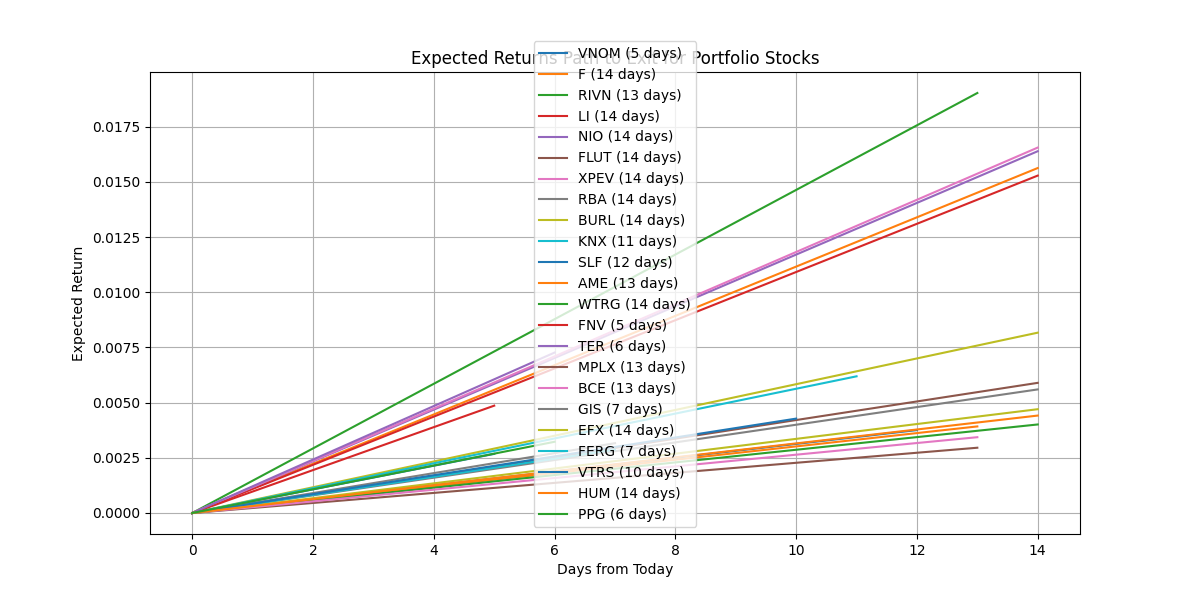 Expected Returns Path to Exit for Portfolio Stocks
VNOM (5 days)
F (14 days)
RIVN (13 days)
LI (14 days)
NIO (14 days)
FLUT (14 days)
XPEV (14 days)
RBA (14 days)
BURL (14 days)
KNX (11 days)
SLF (12 days)
AME (13 days)
WTRG (14 days)
FNV (5 days)
TER (6 days)
MPLX (13 days)
BCE (13 days)
GIS (7 days)
EFX (14 days)
FERG (7 days)
VTRS (10 days)
HUM (14 days)
PPG (6 days)
Expected Return
0.0175
0.0150
0.0125
0.0100
0.0075
0.0050
0.0025
0.0000
0 2 4 6 8 10 12 14
Days from Today